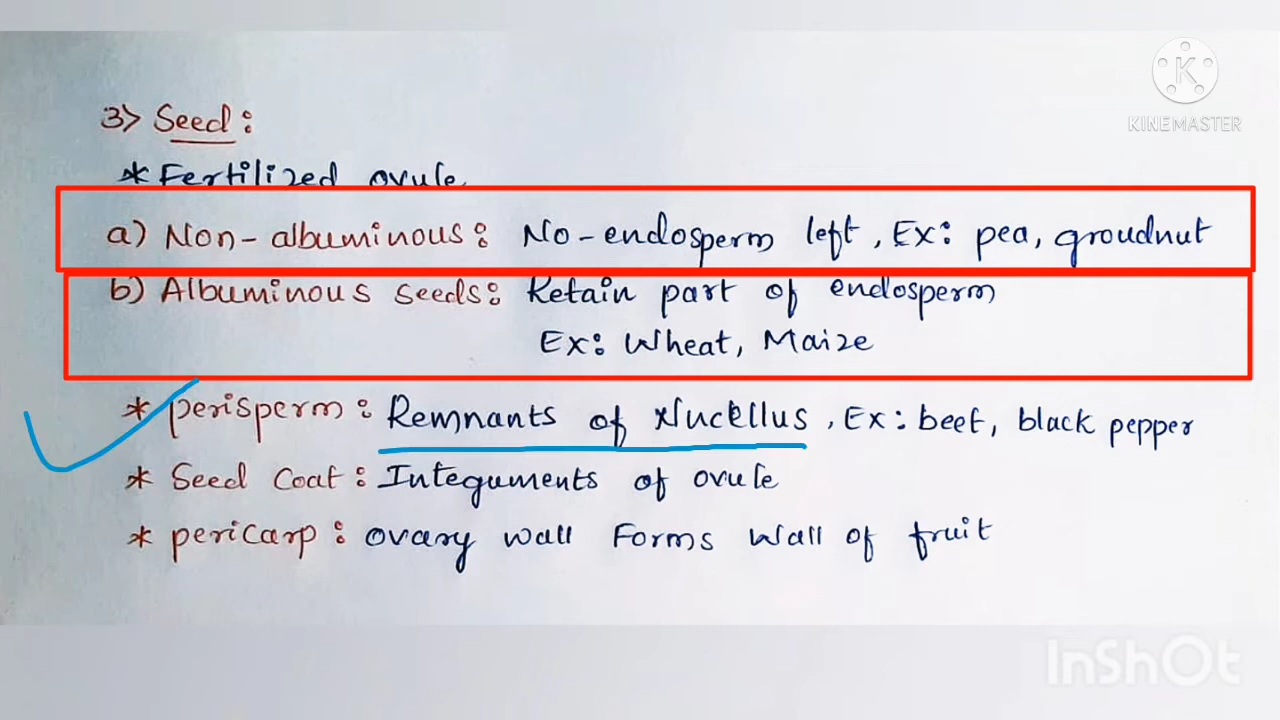 3> Seed:
* Fertilized ovule.
a) Non-albuminous: No-endosperm left, Ex: pea, groudnut
b) Albuminous seeds: Retain part of endosperm
Ex: Wheat, Maize
* perisperm: Remnants of Nucellus, Ex: beet, black pepper
* Seed Coat: Integuments of ovule
* pericarp: ovary wall Forms wall of fruit
K
KINEMASTER
InShOt